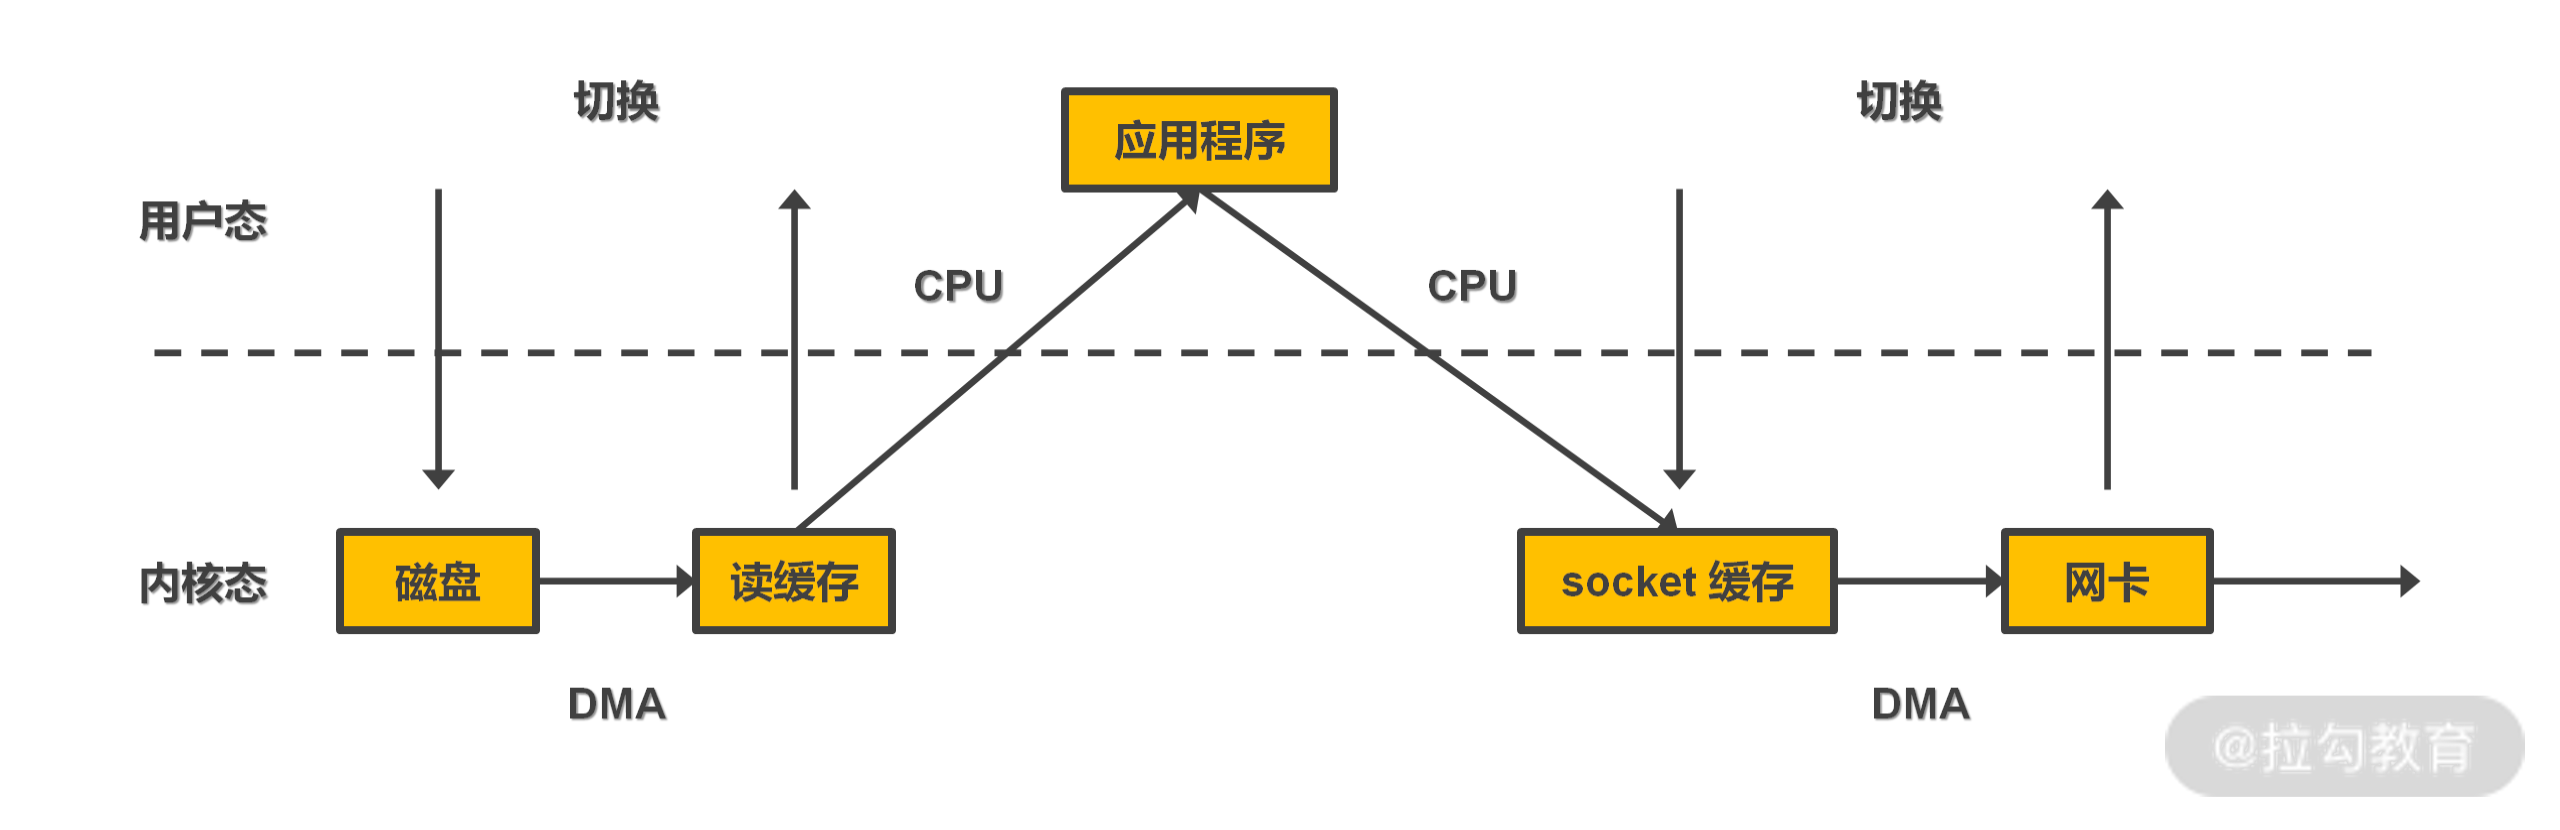 切换
切换
应用程序
用户态
CPU
CPU
内核态
磁盘
读缓存
socket 缓存
网卡
DMA
DMA
@拉勾教育